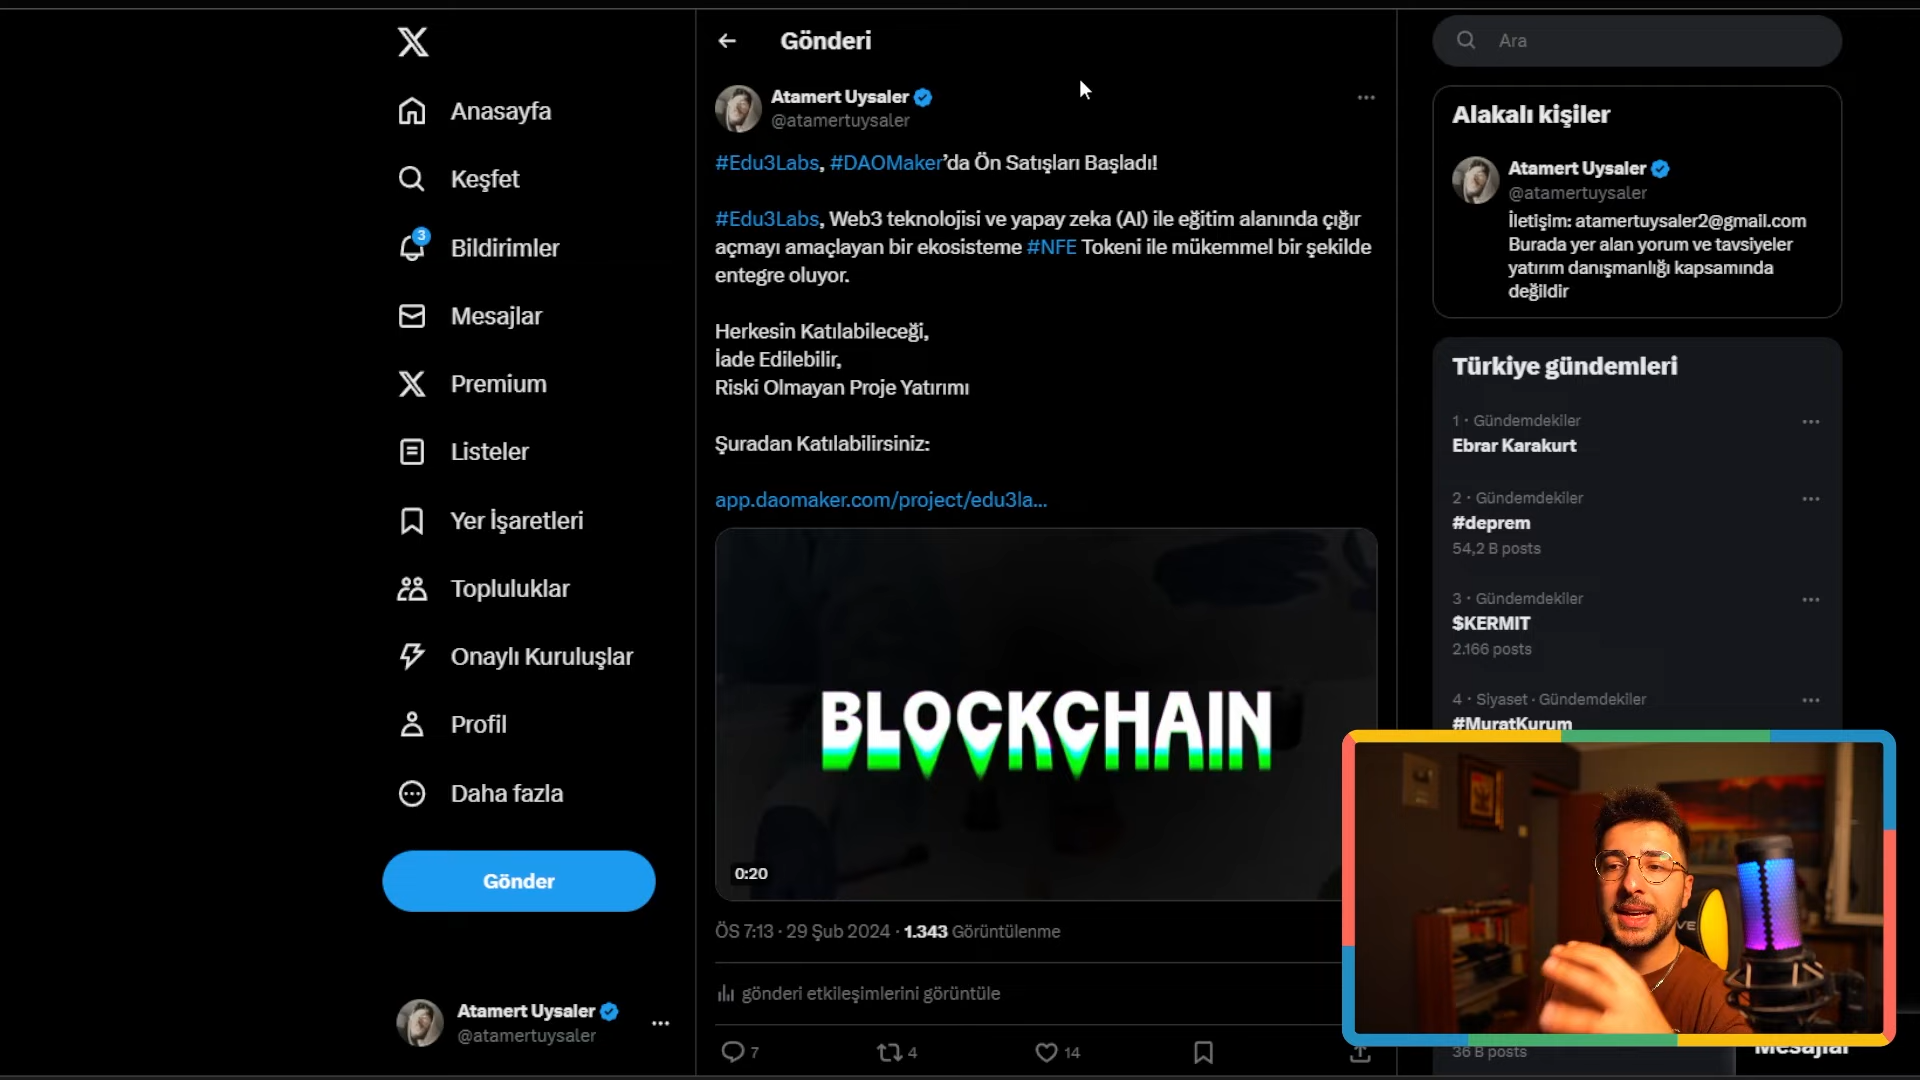 Gönderi
Ara
Anasayfa
Keşfet
3
Bildirimler
Mesajlar
Premium
Listeler
Yer İşaretleri
Topluluklar
Onaylı Kuruluşlar
Profil
Daha fazla
Gönder
Atamert Uysaler
@atamertuysaler
Atamert Uysaler
@atamertuysaler
#Edu3Labs, #DAOMaker'da Ön Satışları Başladı!
#Edu3Labs, Web3 teknolojisi ve yapay zeka (AI) ile eğitim alanında çığır
açmayı amaçlayan bir ekosisteme #NFE Tokeni ile mükemmel bir şekilde
entegre oluyor.
Herkesin Katılabileceği,
İade Edilebilir,
Riski Olmayan Proje Yatırımı
Şuradan Katılabilirsiniz:
app.daomaker.com/project/edu3la...
BLOCKCHAIN
0:20
ÖS 7:13 · 29 Şub 2024 · 1.343 Görüntülenme
gönderi etkileşimlerini görüntüle
7
4
14
Alakalı kişiler
Atamert Uysaler
@atamertuysaler
İletişim: atamertuysaler2@gmail.com
Burada yer alan yorum ve tavsiyeler
yatırım danışmanlığı kapsamında
değildir
Türkiye gündemleri
1 · Gündemdekiler
Ebrar Karakurt
2 · Gündemdekiler
#deprem
54,2 B posts
3 · Gündemdekiler
$KERMIT
2.166 posts
4 · Siyaset · Gündemdekiler
#MuratKurum
36 B posts
Mesajlar